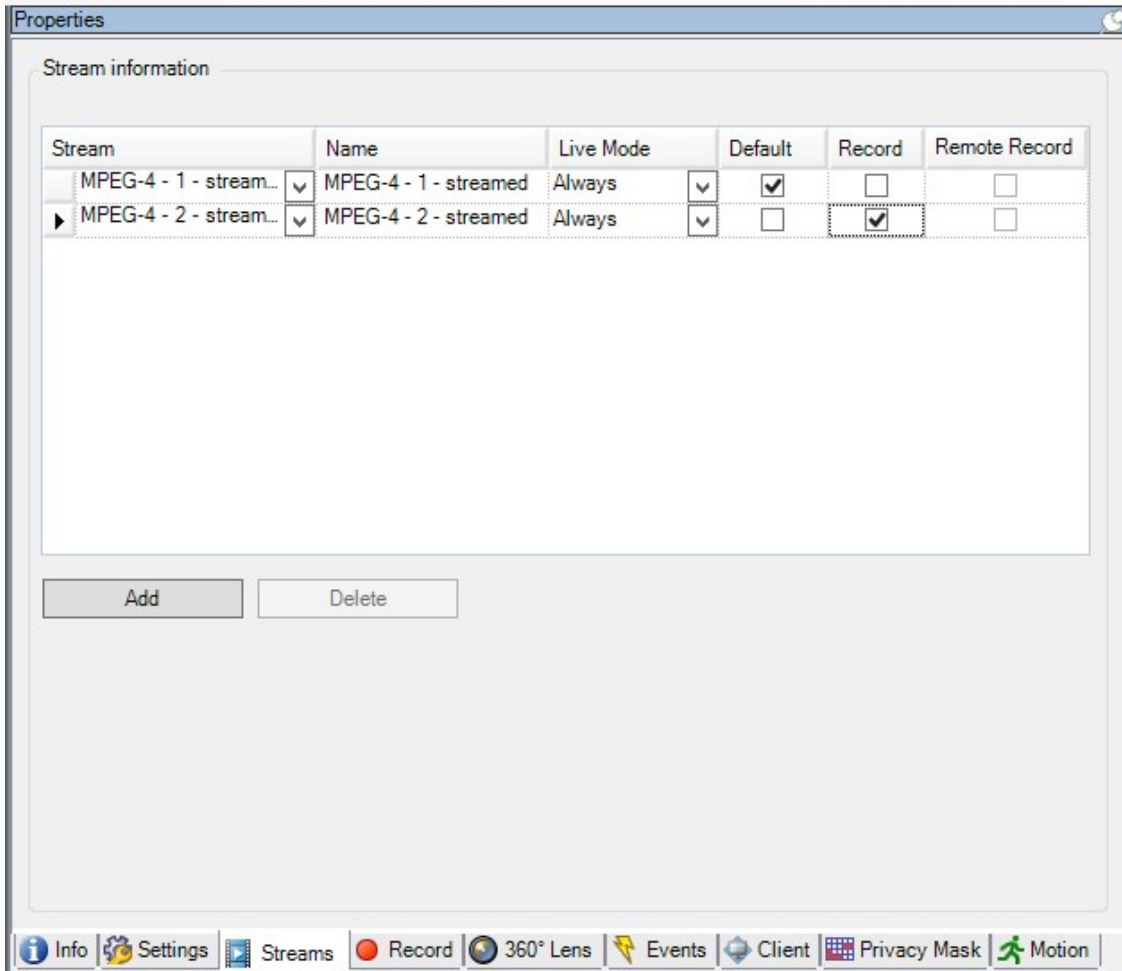 Properties
Stream information
Stream Name Live Mode Default Record Remote Record
MPEG-4 - 1 - stream... MPEG-4 - 1 - streamed Always
MPEG-4 - 2 - stream... MPEG-4 - 2 - streamed Always
Add Delete
Info Settings Streams Record 360° Lens Events Client Privacy Mask Motion